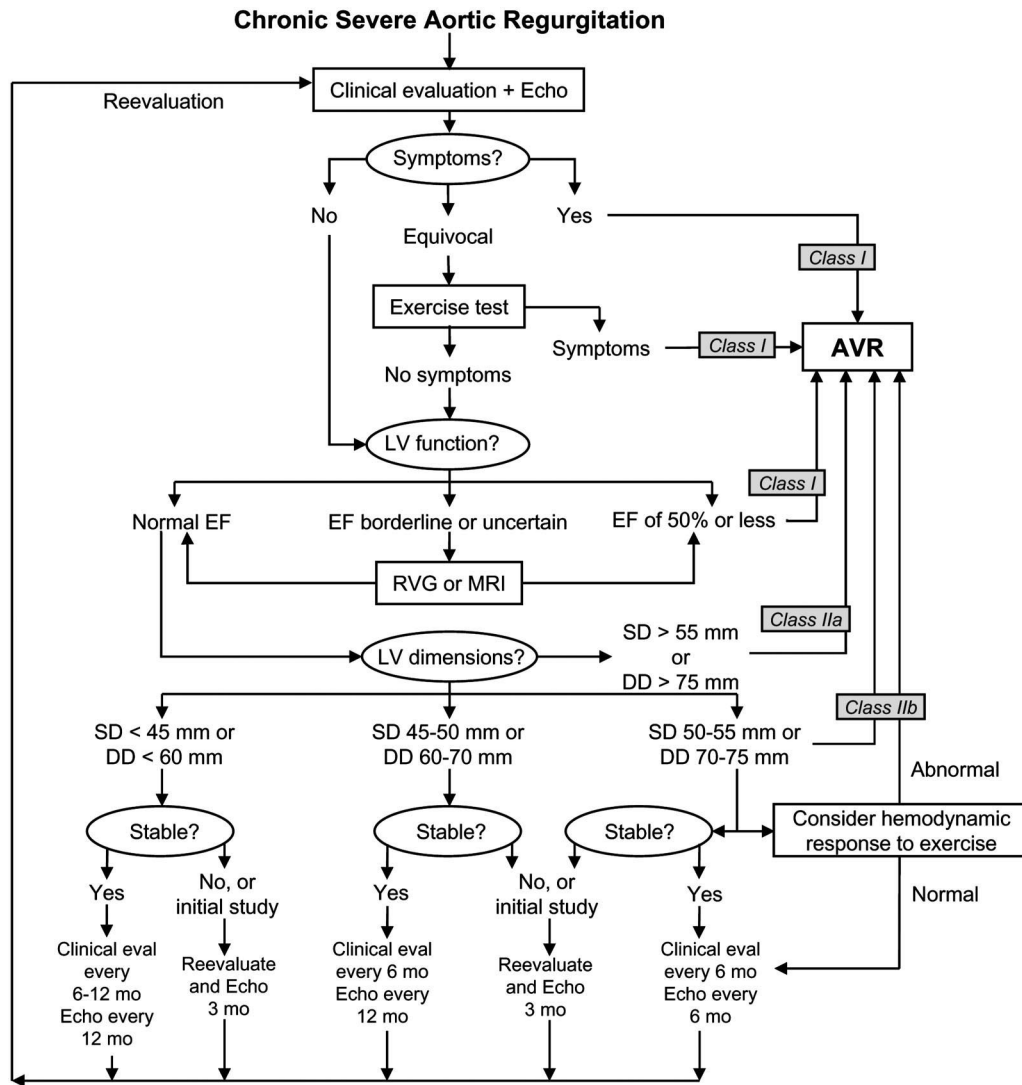 Chronic Severe Aortic Regurgitation
Reevaluation
Clinical evaluation + Echo
Symptoms?
No
Equivocal
Yes
Class I
Exercise test
Symptoms
Class I
AVR
No symptoms
LV function?
Class I
Normal EF
EF borderline or uncertain
EF of 50% or less
RVG or MRI
Class IIa
LV dimensions?
SD > 55 mm
or
DD > 75 mm
Class IIb
SD < 45 mm or
DD < 60 mm
SD 45-50 mm or
DD 60-70 mm
SD 50-55 mm or
DD 70-75 mm
Abnormal
Stable?
Stable?
Stable?
Consider hemodynamic
response to exercise
Yes
No, or
initial study
Yes
No, or
initial study
Yes
Normal
Clinical eval
every
6-12 mo
Echo every
12 mo
Reevaluate
and Echo
3 mo
Clinical eval
every 6 mo
Echo every
12 mo
Reevaluate
and Echo
3 mo
Clinical eval
every 6 mo
Echo every
6 mo